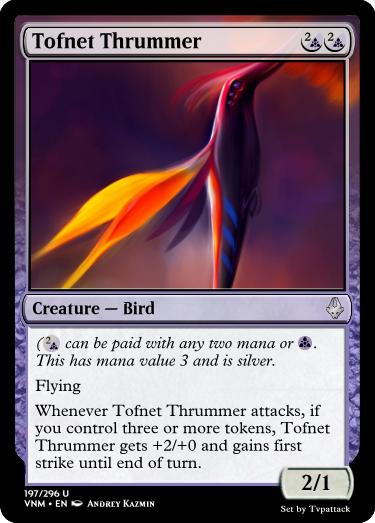 Tofnet Thrummer 2 2
Creature — Bird
(2 can be paid with any two mana or .
This has mana value 3 and is silver.
Flying
Whenever Tofnet Thrummer attacks, if
you control three or more tokens, Tofnet
Thrummer gets +2/+0 and gains first
strike until end of turn.
2/1
197/296 U
VNM • EN Andrey Kazmin
Set by Tvpattack